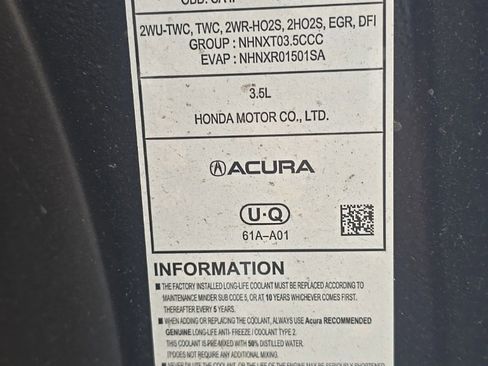 2WU-TWC, TWC, 2WR-HO2S, 2HO2S, EGR, DFI
GROUP : NHNXT03.5CCC
EVAP : NHNXR01501SA
3.5L
HONDA MOTOR CO., LTD.
ACURA
U·Q
61A–A01
INFORMATION
■ THE FACTORY INSTALLED LONG-LIFE COOLANT MUST BE REPLACED ACCORDING TO
MAINTENANCE MINDER SUB CODE 5, OR AT 10 YEARS WHICHEVER COMES FIRST.
THEREAFTER EVERY 5 YEARS.
■ WHEN ADDING OR REPLACING THE COOLANT, ALWAYS USE Acura RECOMMENDED
GENUINE LONG-LIFE ANTI-FREEZE / COOLANT TYPE 2.
THIS COOLANT IS PRE-MIXED WITH 50% DISTILLED WATER.
IT DOES NOT REQUIRE ANY ADDITIONAL MIXING.